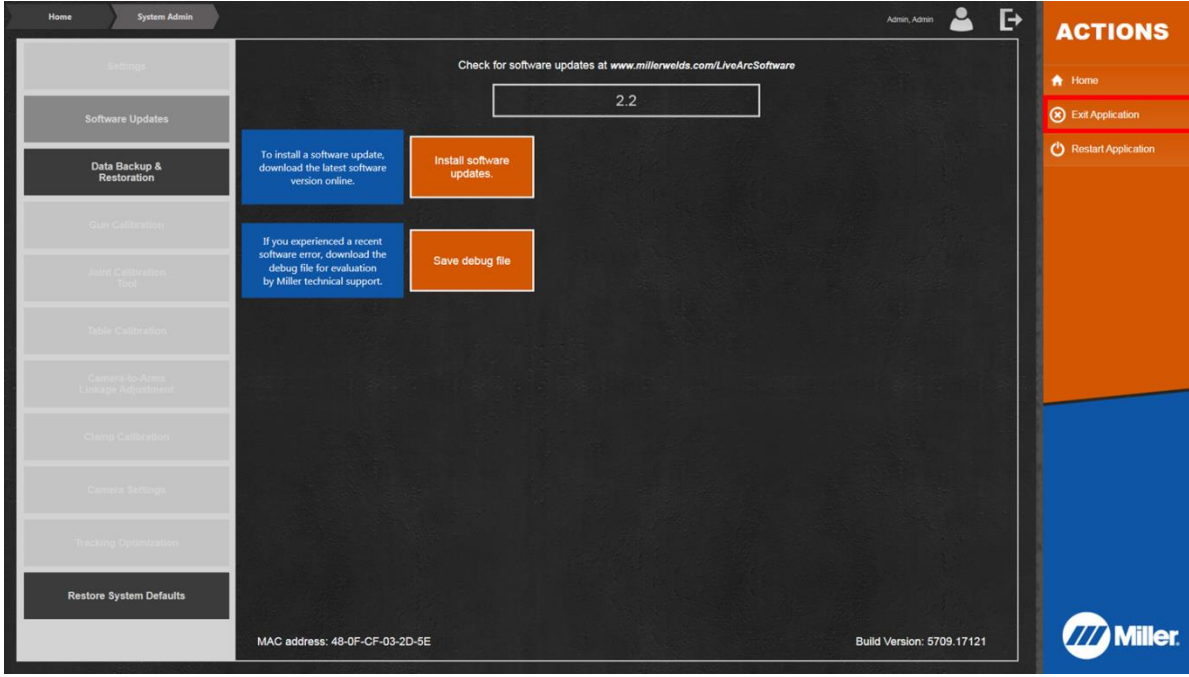 Home
System Admin
Admin, Admin
Settings
Software Updates
Data Backup &
Restoration
Gun Calibration
Joint Calibration
Tool
Table Calibration
Camera-to-Arms
Linkage Adjustment
Clamp Calibration
Camera Settings
Tracking Optimization
Restore System Defaults
Check for software updates at www.millerwelds.com/LiveArcSoftware
2.2
To install a software update,
download the latest software
version online.
Install software
updates.
If you experienced a recent
software error, download the
debug file for evaluation
by Miller technical support.
Save debug file
MAC address: 48-0F-CF-03-2D-5E
Build Version: 5709.17121
ACTIONS
Home
Exit Application
Restart Application
Miller.